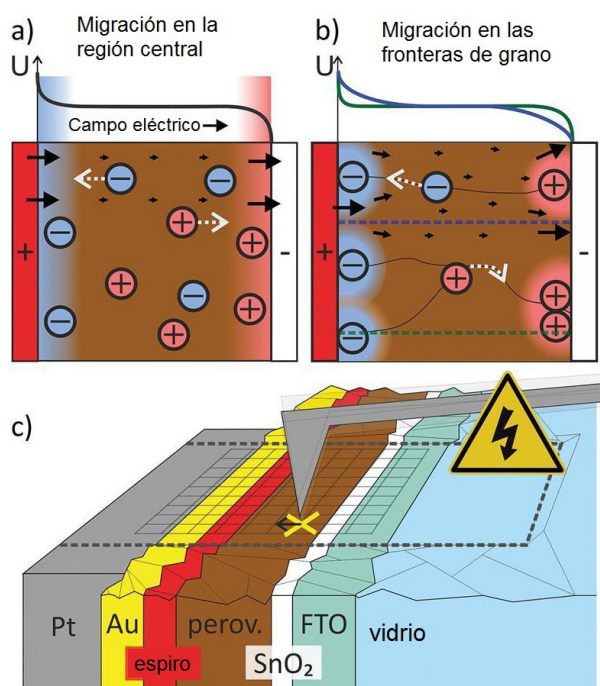 a)
Migración en la
región central
U
Campo eléctrico
+
-
b)
Migración en las
fronteras de grano
U
+
-
c)
Pt
Au
espiro
perov.
SnO₂
FTO
vidrio